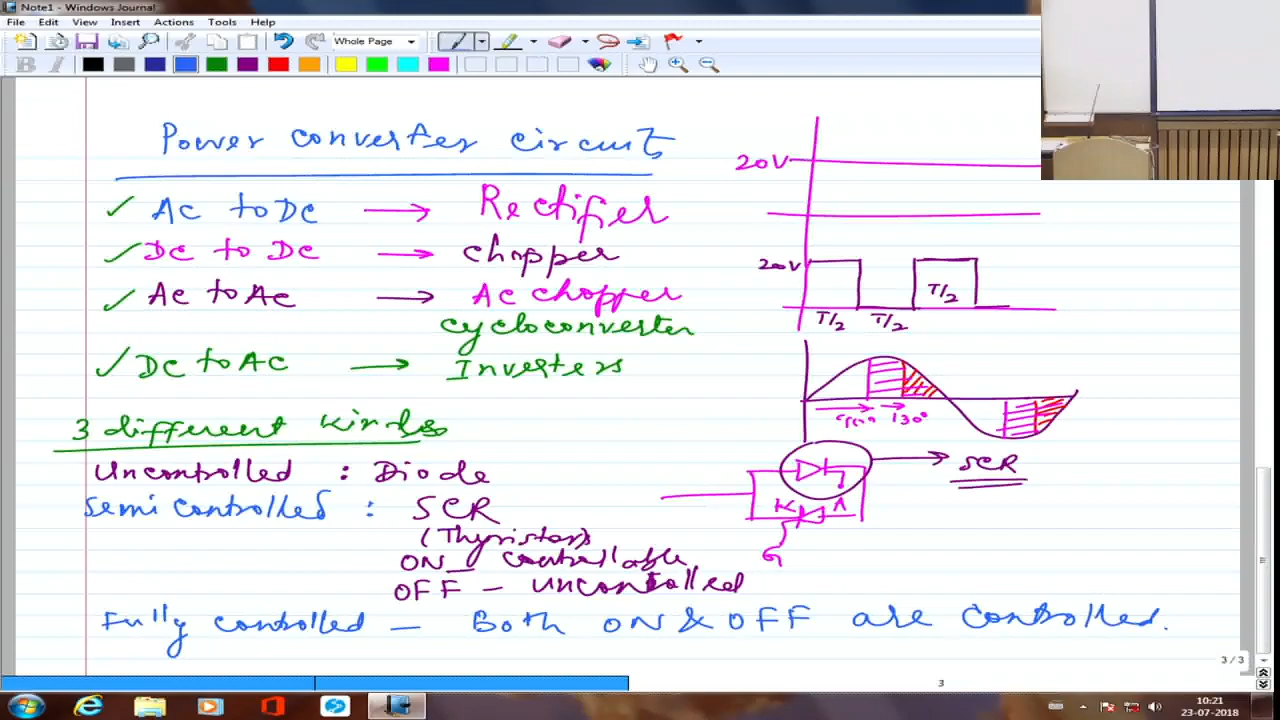 Note1 - Windows Journal
File Edit View Insert Actions Tools Help
Whole Page
B I
Power converter circuits
AC to DC → Rectifier
DC to DC → chopper
AC to AC → AC chopper
cycloconverter
DC to AC → Inverters
3 different kinds
Uncontrolled : Diode
Semi controlled : SCR
(Thyristor)
ON - controllable
OFF - uncontrolled
Fully controlled - Both ON & OFF are controlled.
20V
20V
T/2 T/2 T/2
130°
SCR
K A
G
3 / 3
3
10:21
23-07-2018